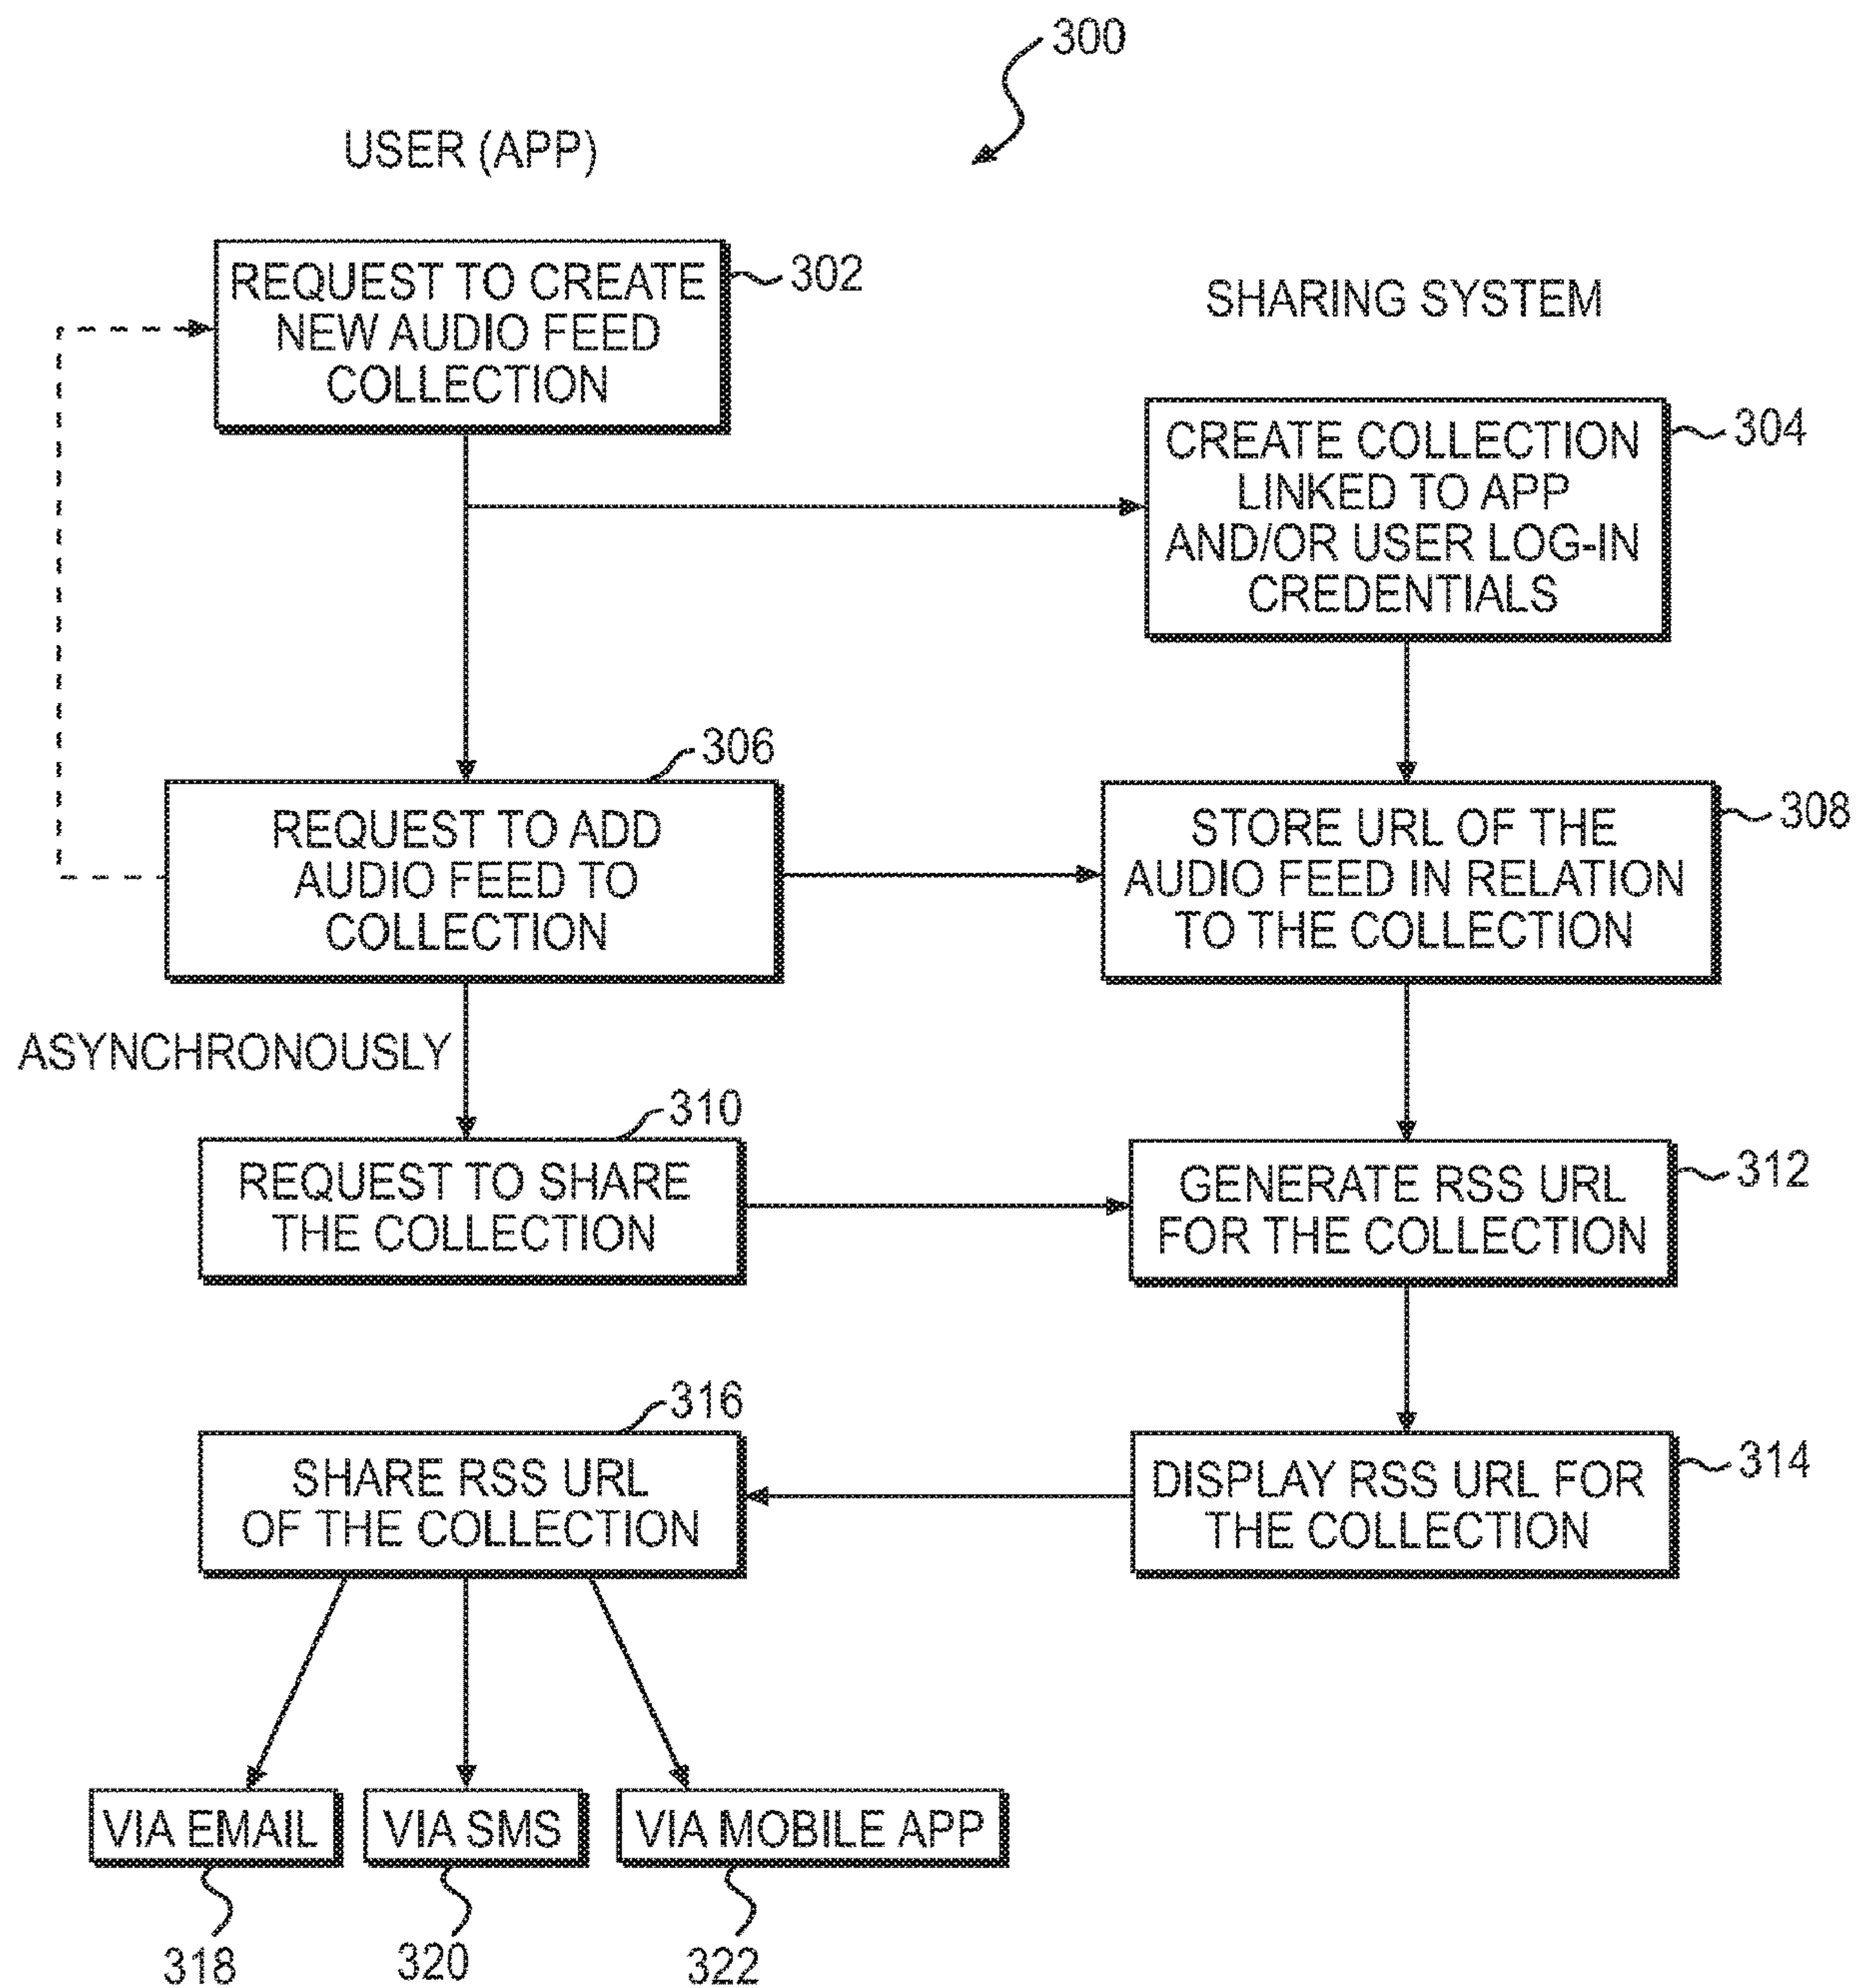 300
USER (APP)
REQUEST TO CREATE
NEW AUDIO FEED
COLLECTION
302
SHARING SYSTEM
CREATE COLLECTION
LINKED TO APP
AND/OR USER LOG-IN
CREDENTIALS
304
306
REQUEST TO ADD
AUDIO FEED TO
COLLECTION
STORE URL OF THE
AUDIO FEED IN RELATION
TO THE COLLECTION
308
ASYNCHRONOUSLY
310
REQUEST TO SHARE
THE COLLECTION
GENERATE RSS URL
FOR THE COLLECTION
312
316
SHARE RSS URL
OF THE COLLECTION
DISPLAY RSS URL FOR
THE COLLECTION
314
VIA EMAIL
VIA SMS
VIA MOBILE APP
318
320
322